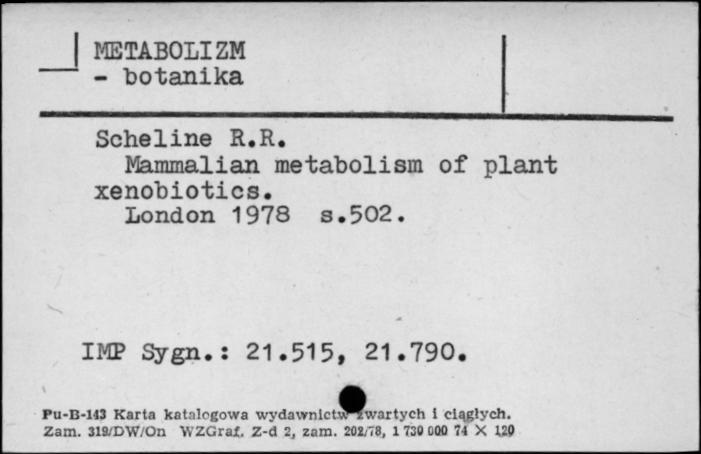 METABOLIZM
- botanika
Scheline R.R.
Mammalian metabolism of plant
xenobiotics.
London 1978 s.502.
IMP Sygn.: 21.515, 21.790.
Pu-B-143 Karta katalogowa wydawnictw zwartych i ciągłych.
Zam. 319/DW/On WZGraf. Z-d 2, zam. 202/78, 1 730 000 74 X 120